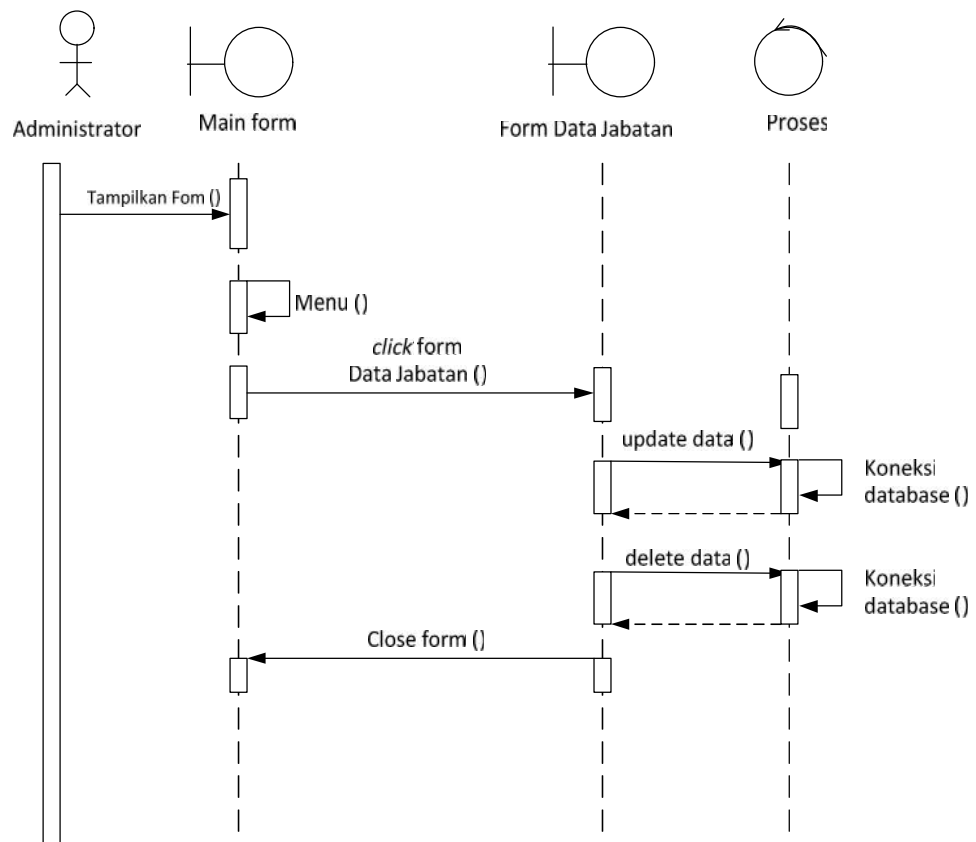 Administrator
Main form
Form Data Jabatan
Proses
Tampilkan Fom ()
Menu ()
click form
Data Jabatan ()
update data ()
Koneksi
database ()
delete data ()
Koneksi
database ()
Close form ()